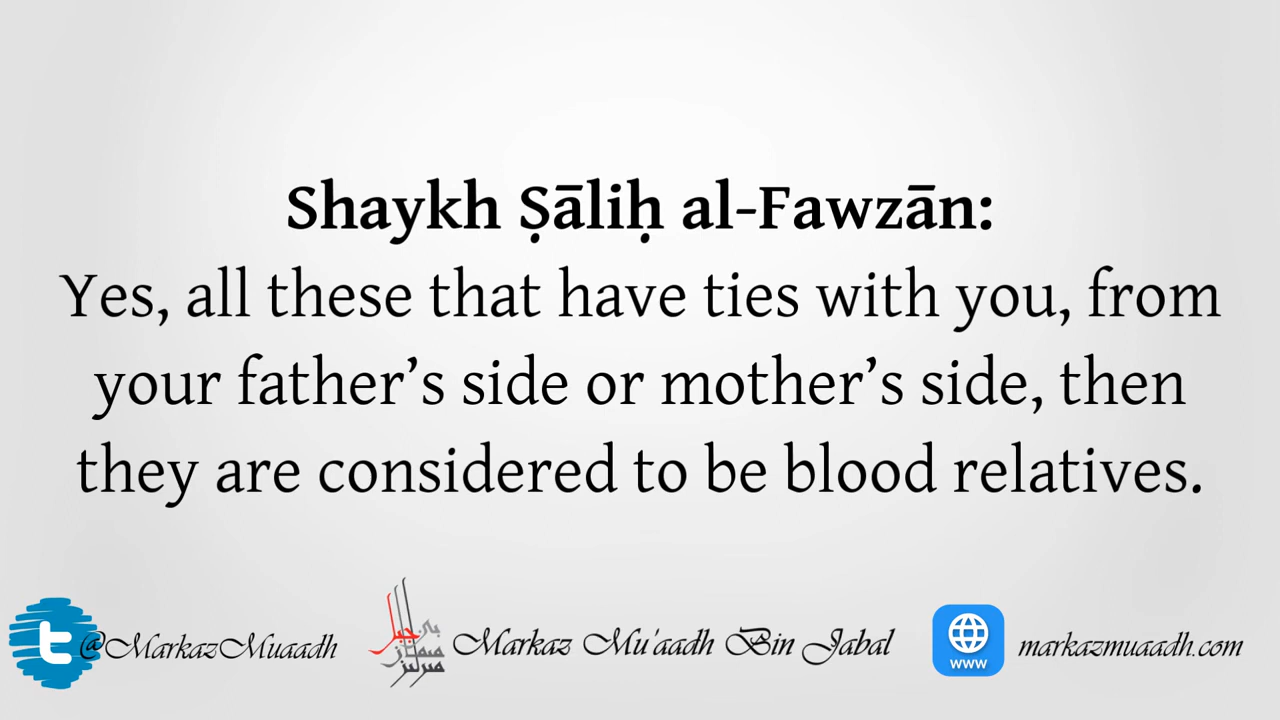 Shaykh Ṣāliḥ al-Fawzān:
Yes, all these that have ties with you, from
your father’s side or mother’s side, then
they are considered to be blood relatives.
t @MarkazMuaadh
Markaz Mu'aadh Bin Jabal
www
markazmuaadh.com